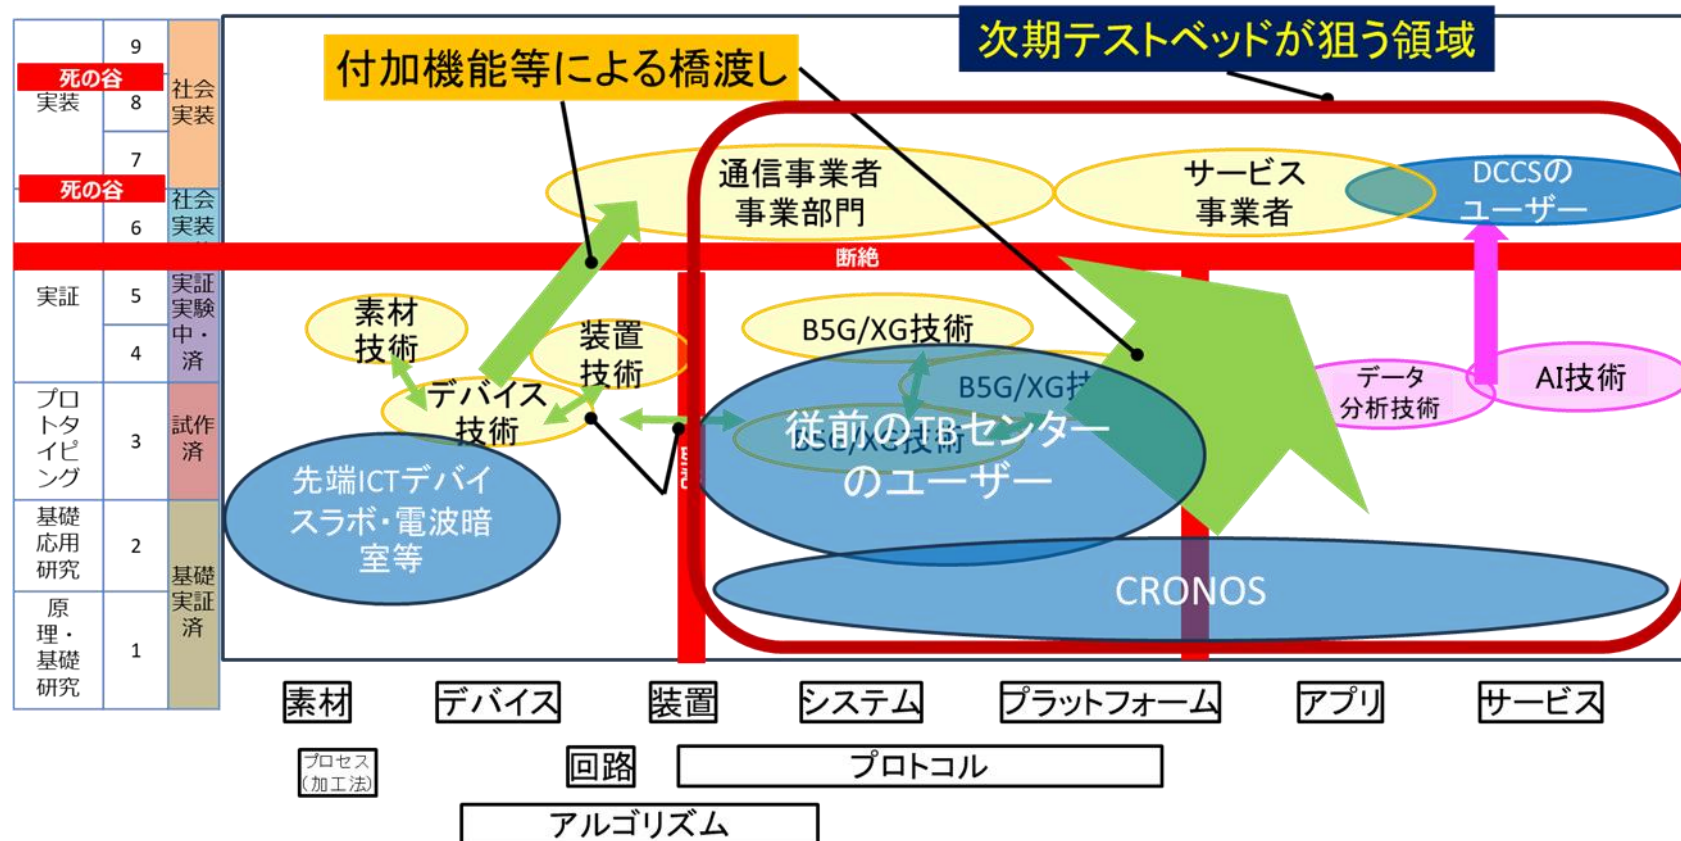 9
死の谷
実装
8
7
社会
実装
死の谷
社会
実装
6
断絶
実証
5
4
実証
実験
中・
済
プロ
トタ
イピ
ング
3
試作
済
基礎
応用
研究
2
基礎
実証
済
原
理・
基礎
研究
1
付加機能等による橋渡し
次期テストベッドが狙う領域
通信事業者
事業部門
サービス
事業者
DCCSの
ユーザー
素材
技術
装置
技術
デバイス
技術
B5G/XG技術
B5G/XG技
B5G/XG技術
従前のTBセンター
のユーザー
データ
分析技術
AI技術
先端ICTデバイ
スラボ・電波暗
室等
CRONOS
素材
デバイス
装置
システム
プラットフォーム
アプリ
サービス
プロセス
(加工法)
回路
プロトコル
アルゴリズム